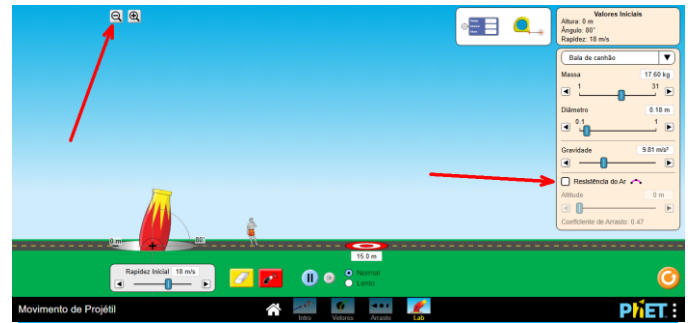 Valores Iniciais
Altura: 0 m
Ângulo: 80°
Rapidez: 18 m/s
Bala de canhão
Massa 17.60 kg
1 31
Diâmetro 0.18 m
0.1 1
Gravidade 9.81 m/s²
Resistência do Ar
Altitude 0 m
Coeficiente de Arrasto: 0.47
0 m
80°
15.0 m
Rapidez Inicial 18 m/s
Normal
Lento
Movimento de Projétil
Intro Vetores Arrasto Lab
PhET